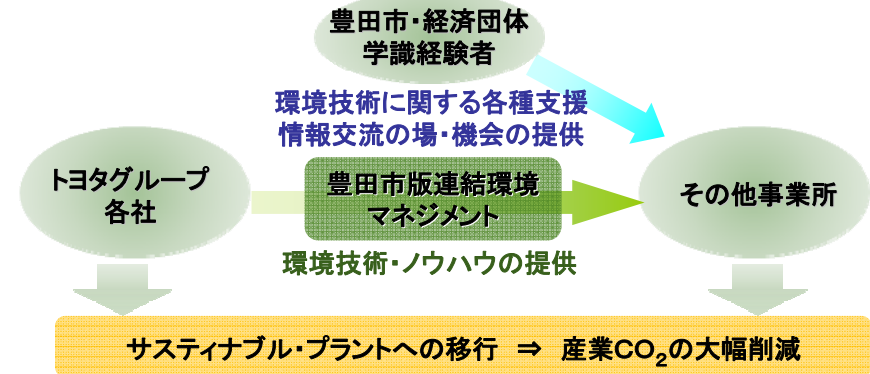 豊田市・経済団体
学識経験者
環境技術に関する各種支援
情報交流の場・機会の提供
トヨタグループ
各社
豊田市版連結環境
マネジメント
その他事業所
環境技術・ノウハウの提供
サスティナブル・プラントへの移行 ⇒ 産業CO₂の大幅削減